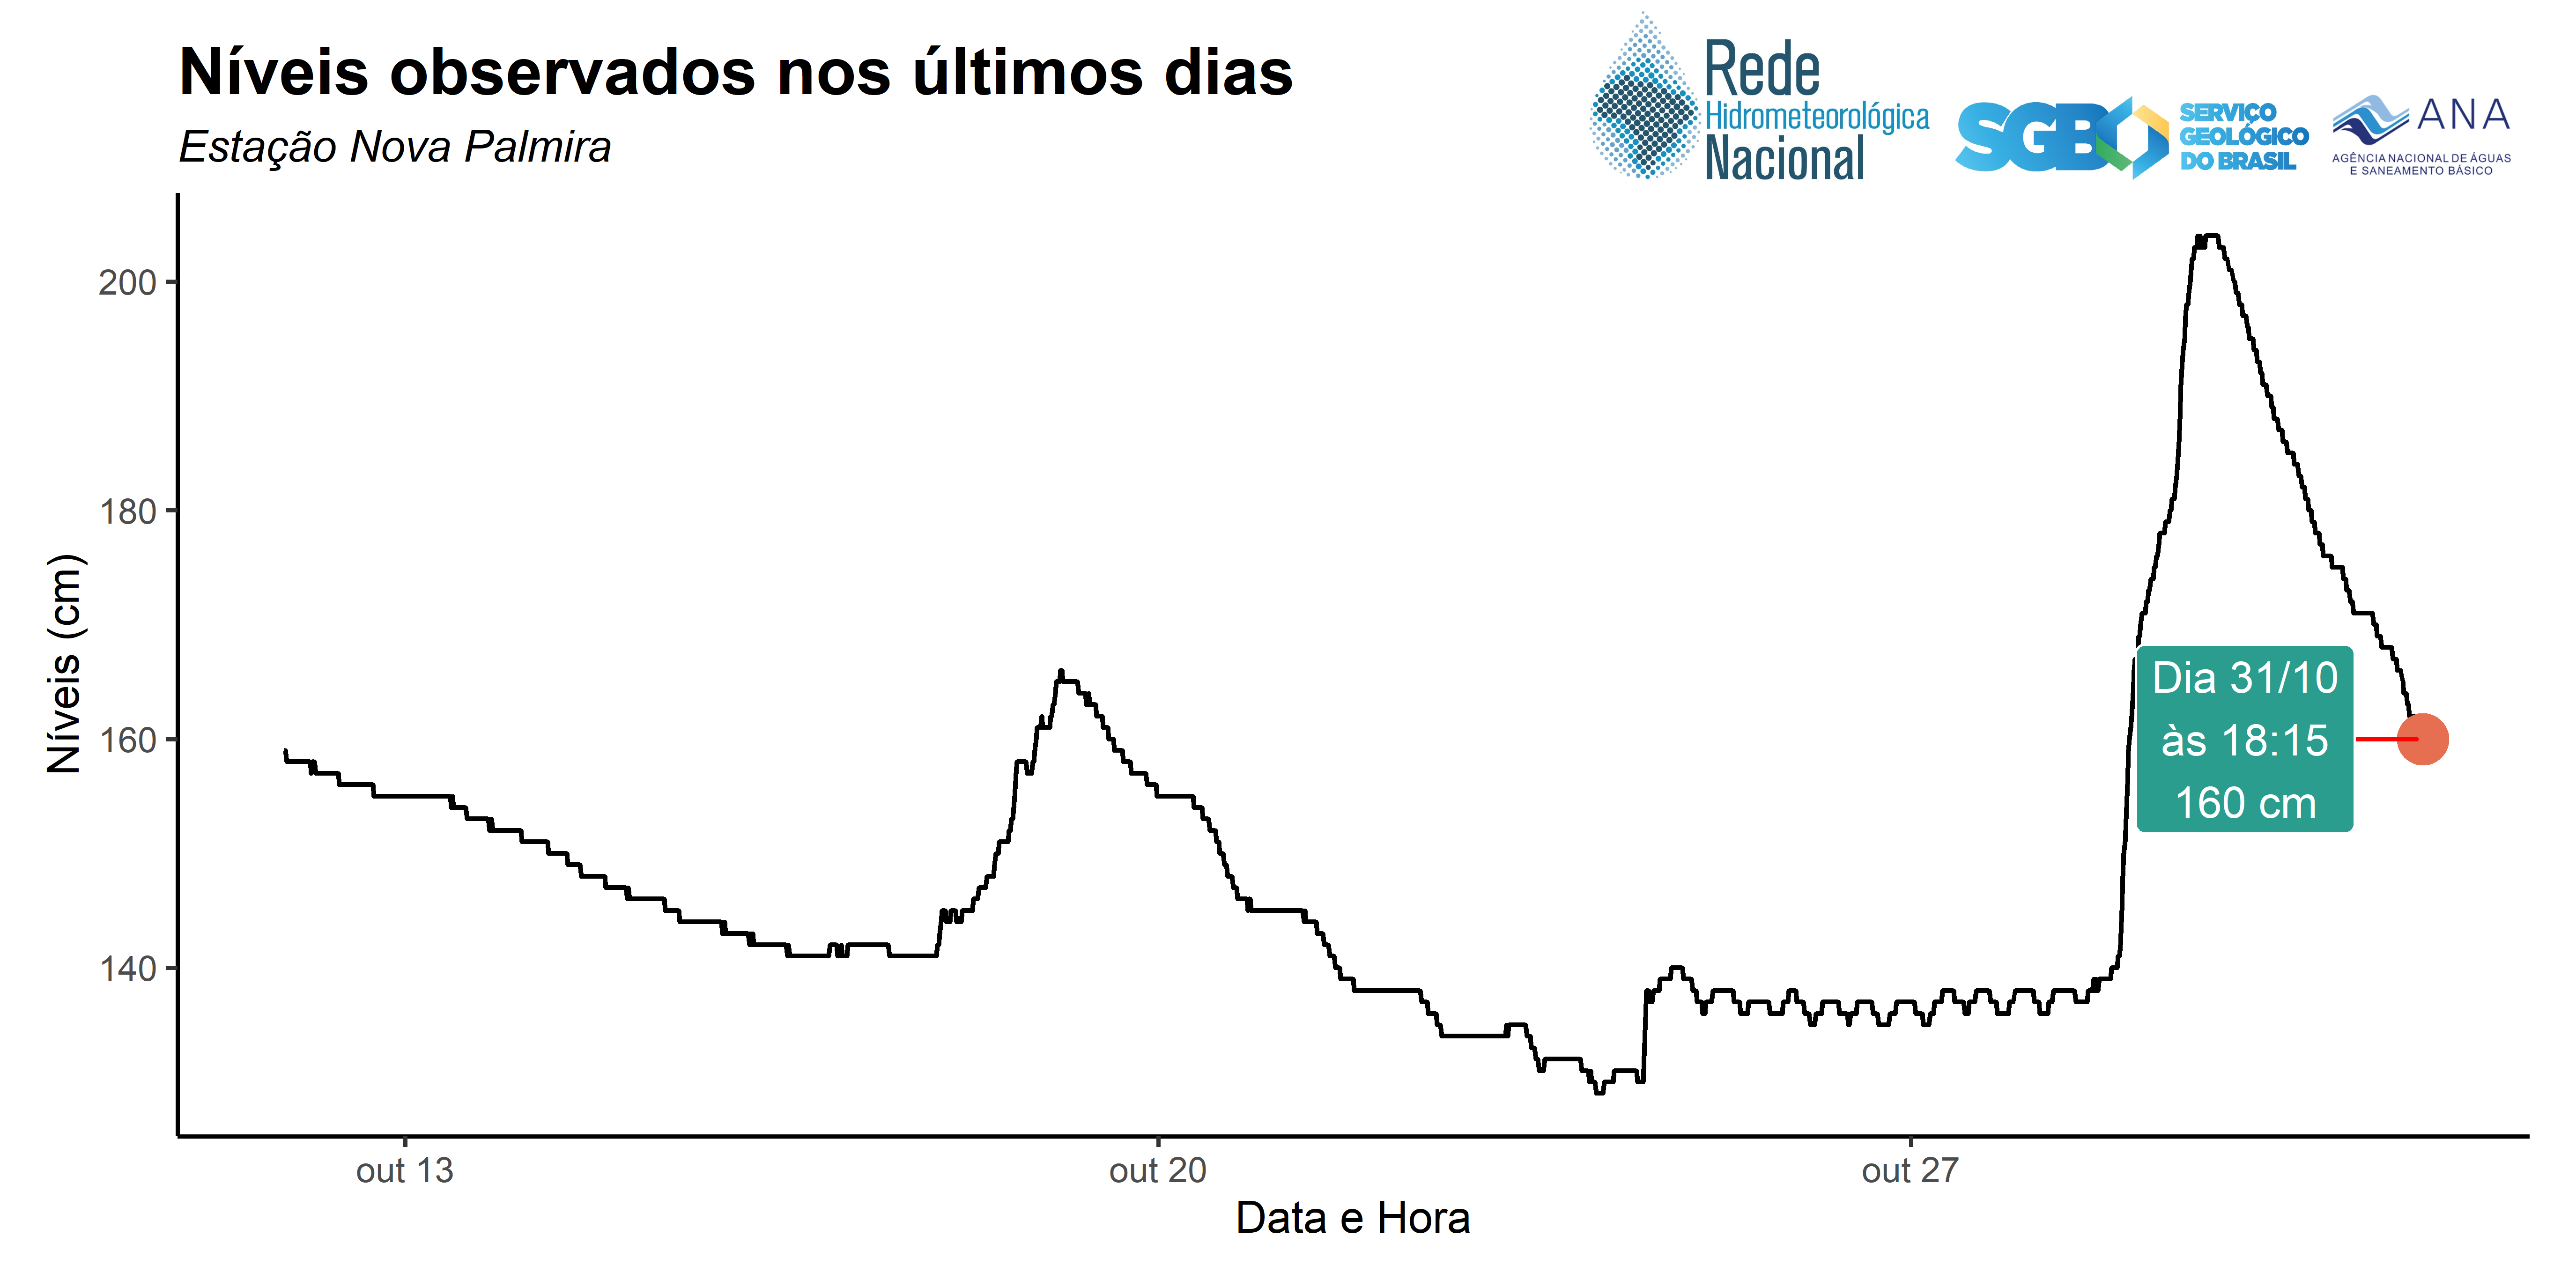 Níveis observados nos últimos dias
Estação Nova Palmira
Rede
Hidrometeorológica
Nacional
SGB
SERVIÇO
GEOLÓGICO
DO BRASIL
ANA
AGÊNCIA NACIONAL DE ÁGUAS
E SANEAMENTO BÁSICO
Níveis (cm)
200
180
160
140
Dia 31/10
às 18:15
160 cm
out 13
out 20
out 27
Data e Hora